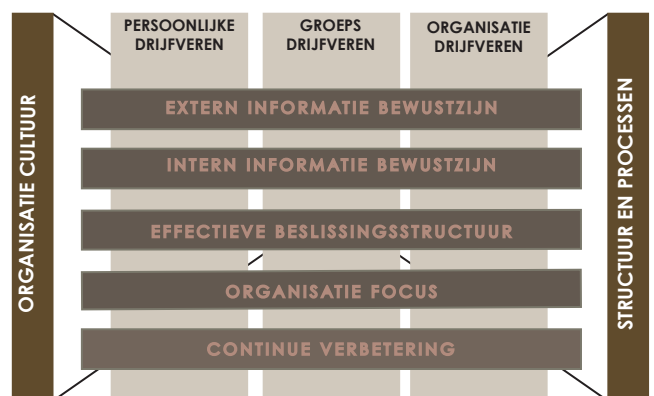 PERSOONLIJKE
DRIJFVEREN
GROEPS
DRIJFVEREN
ORGANISATIE
DRIJFVEREN
ORGANISATIE CULTUUR
EXTERN INFORMATIE BEWUSTZIJN
INTERN INFORMATIE BEWUSTZIJN
EFFECTIEVE BESLISSINGSSTRUCTUUR
ORGANISATIE FOCUS
CONTINUE VERBETERING
STRUCTUUR EN PROCESSEN